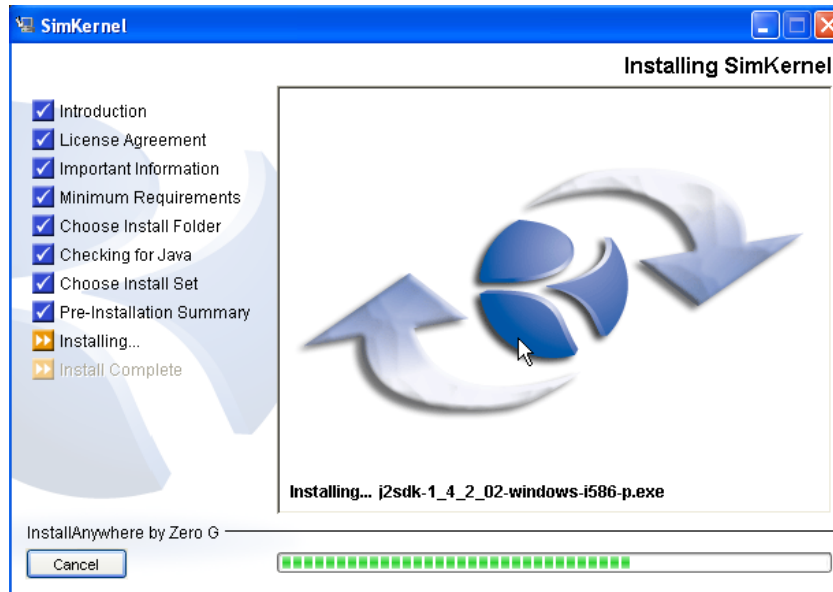 SimKernel
Installing SimKernel
Introduction
License Agreement
Important Information
Minimum Requirements
Choose Install Folder
Checking for Java
Choose Install Set
Pre-Installation Summary
Installing...
Install Complete
Installing... j2sdk-1_4_2_02-windows-i586-p.exe
InstallAnywhere by Zero G
Cancel